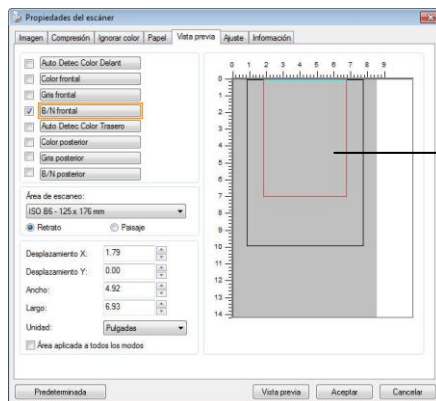 Propiedades del escáner
Imagen Compresión Ignorar color Papel Vista previa Ajuste Información
Auto Detec Color Delant
Color frontal
Gris frontal
B/N frontal
Auto Detec Color Trasero
Color posterior
Gris posterior
B/N posterior
Área de escaneo:
ISO B6 - 125 x 176 mm
Retrato Paisaje
Desplazamiento X: 1.79
Desplazamiento Y: 0.00
Ancho: 4.92
Largo: 6.93
Unidad: Pulgadas
Área aplicada a todos los modos
0 1 2 3 4 5 6 7 8 9
0
1
2
3
4
5
6
7
8
9
10
11
12
13
14
Predeterminada Vista previa Aceptar Cancelar